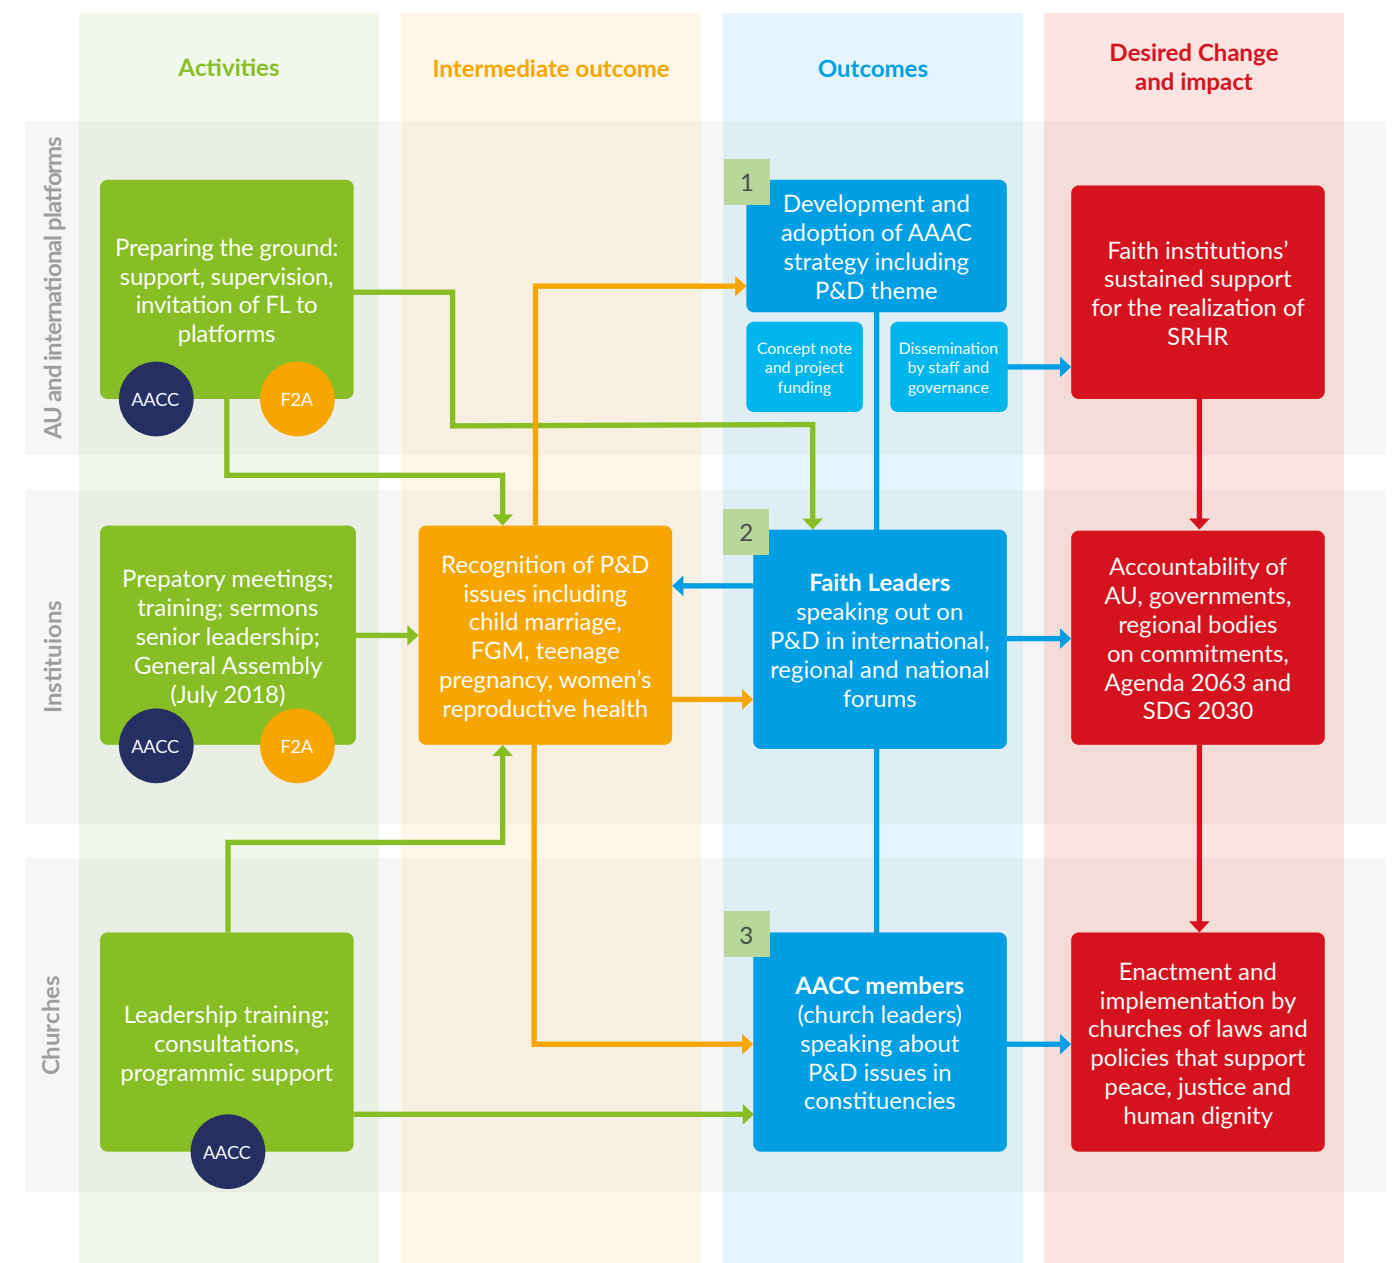 Activities
Intermediate outcome
Outcomes
Desired Change
and impact
AU and international platforms
Preparing the ground:
support, supervision,
invitation of FL to
platforms
AACC
F2A
1
Development and
adoption of AAAC
strategy including
P&D theme
Concept note
and project
funding
Dissemination
by staff and
governance
Faith institutions’
sustained support
for the realization of
SRHR
Instituions
Prepatory meetings;
training; sermons
senior leadership;
General Assembly
(July 2018)
AACC
F2A
Recognition of P&D
issues including
child marriage,
FGM, teenage
pregnancy, women’s
reproductive health
2
Faith Leaders
speaking out on
P&D in international,
regional and national
forums
Accountability of
AU, governments,
regional bodies
on commitments,
Agenda 2063 and
SDG 2030
Churches
Leadership training;
consultations,
programmic support
AACC
3
AACC members
(church leaders)
speaking about
P&D issues in
constituencies
Enactment and
implementation by
churches of laws and
policies that support
peace, justice and
human dignity